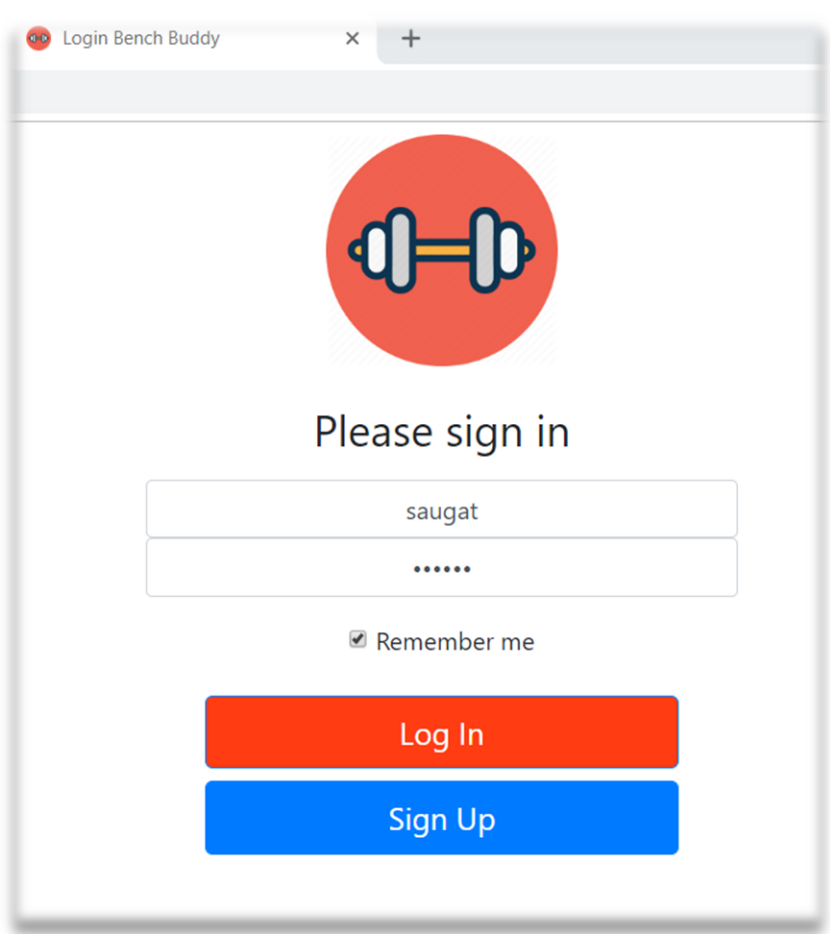 Login Bench Buddy
Please sign in
saugat
••••••
Remember me
Log In
Sign Up